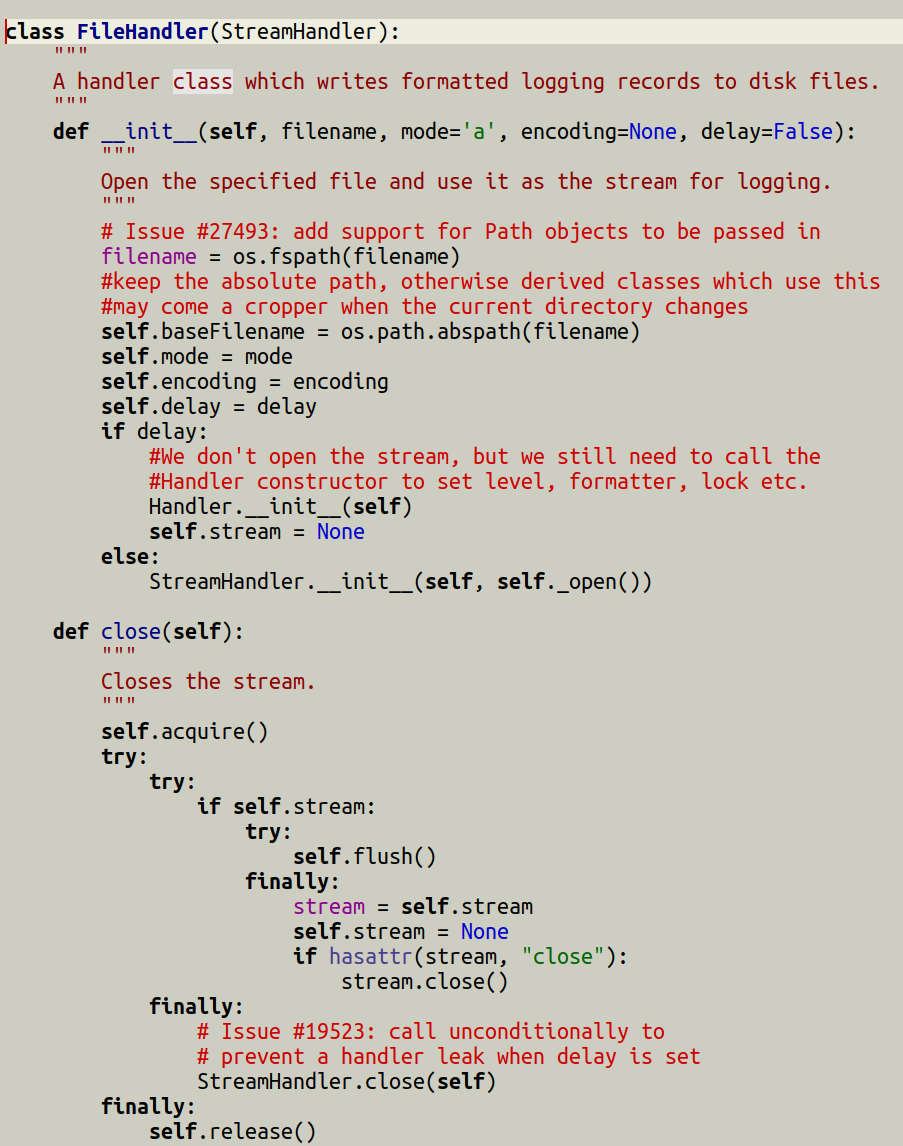 class FileHandler(StreamHandler):
    """
    A handler class which writes formatted logging records to disk files.
    """
    def __init__(self, filename, mode='a', encoding=None, delay=False):
        """
        Open the specified file and use it as the stream for logging.
        """
        # Issue #27493: add support for Path objects to be passed in
        filename = os.fspath(filename)
        #keep the absolute path, otherwise derived classes which use this
        #may come a cropper when the current directory changes
        self.baseFilename = os.path.abspath(filename)
        self.mode = mode
        self.encoding = encoding
        self.delay = delay
        if delay:
            #We don't open the stream, but we still need to call the
            #Handler constructor to set level, formatter, lock etc.
            Handler.__init__(self)
            self.stream = None
        else:
            StreamHandler.__init__(self, self._open())

    def close(self):
        """
        Closes the stream.
        """
        self.acquire()
        try:
            try:
                if self.stream:
                    try:
                        self.flush()
                    finally:
                        stream = self.stream
                        self.stream = None
                        if hasattr(stream, "close"):
                            stream.close()
            finally:
                # Issue #19523: call unconditionally to
                # prevent a handler leak when delay is set
                StreamHandler.close(self)
        finally:
            self.release()